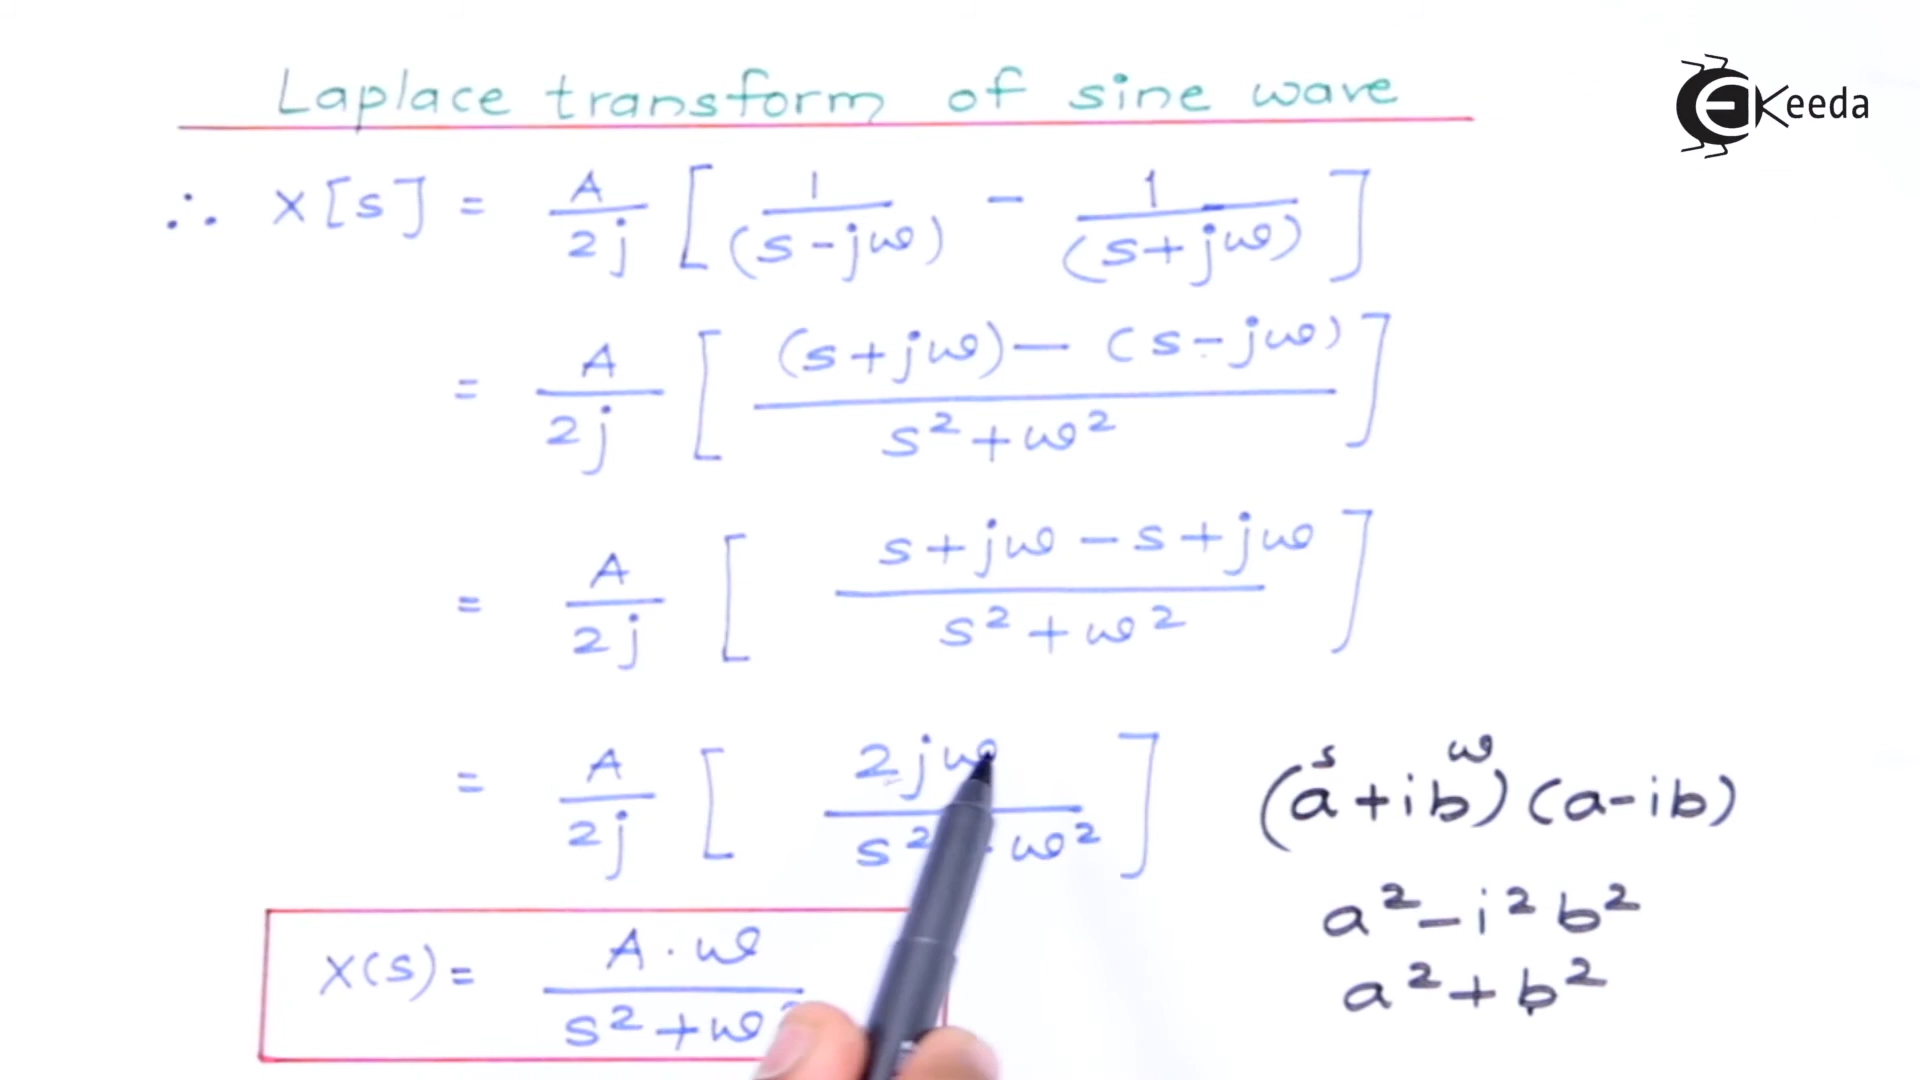 Laplace transform of sine wave
EKeeda
∴ X[s] = A/2j [ 1/(s-jω) - 1/(s+jω) ]
= A/2j [ (s+jω) - (s-jω) / s²+ω² ]
= A/2j [ s+jω-s+jω / s²+ω² ]
= A/2j [ 2jω / s² ω² ]
s ω
(a+ib)(a-ib)
a²-i²b²
a²+b²
X(s) = A.ω / s²+ω²